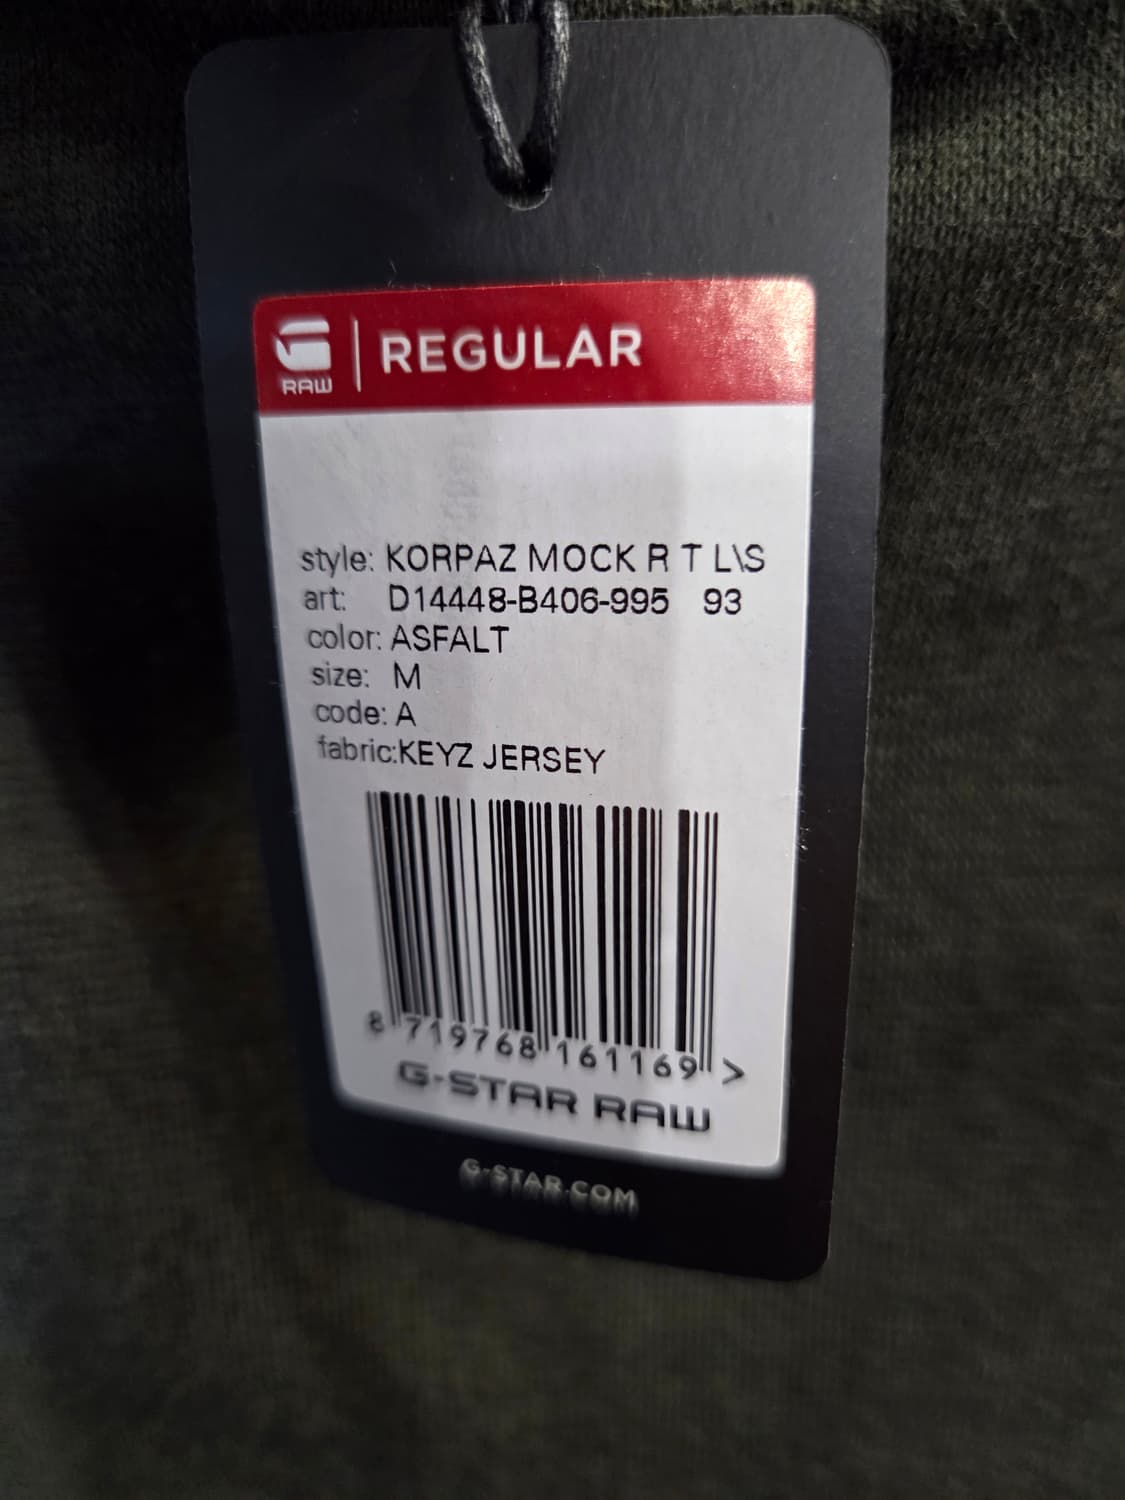 RAW
REGULAR
style: KORPAZ MOCK R T L\S
art: D14448-B406-995 93
color: ASFALT
size: M
code: A
fabric:KEYZ JERSEY
8 719768 161169 >
G-STAR RAW
G-STAR.COM